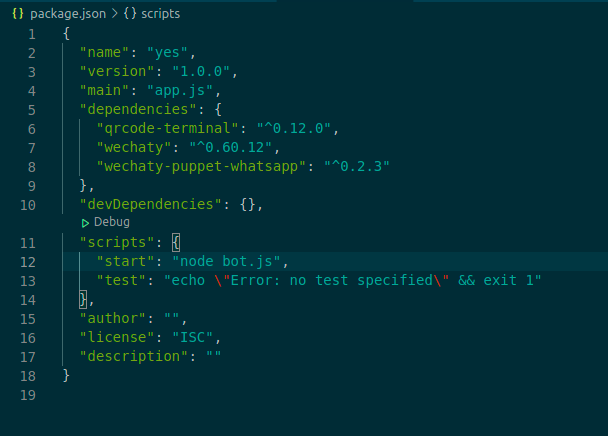 {} package.json > {} scripts
1 {
2   "name": "yes",
3   "version": "1.0.0",
4   "main": "app.js",
5   "dependencies": {
6     "qrcode-terminal": "^0.12.0",
7     "wechaty": "^0.60.12",
8     "wechaty-puppet-whatsapp": "^0.2.3"
9   },
10   "devDependencies": {},
Debug
11   "scripts": {
12     "start": "node bot.js",
13     "test": "echo \"Error: no test specified\" && exit 1"
14   },
15   "author": "",
16   "license": "ISC",
17   "description": ""
18 }
19